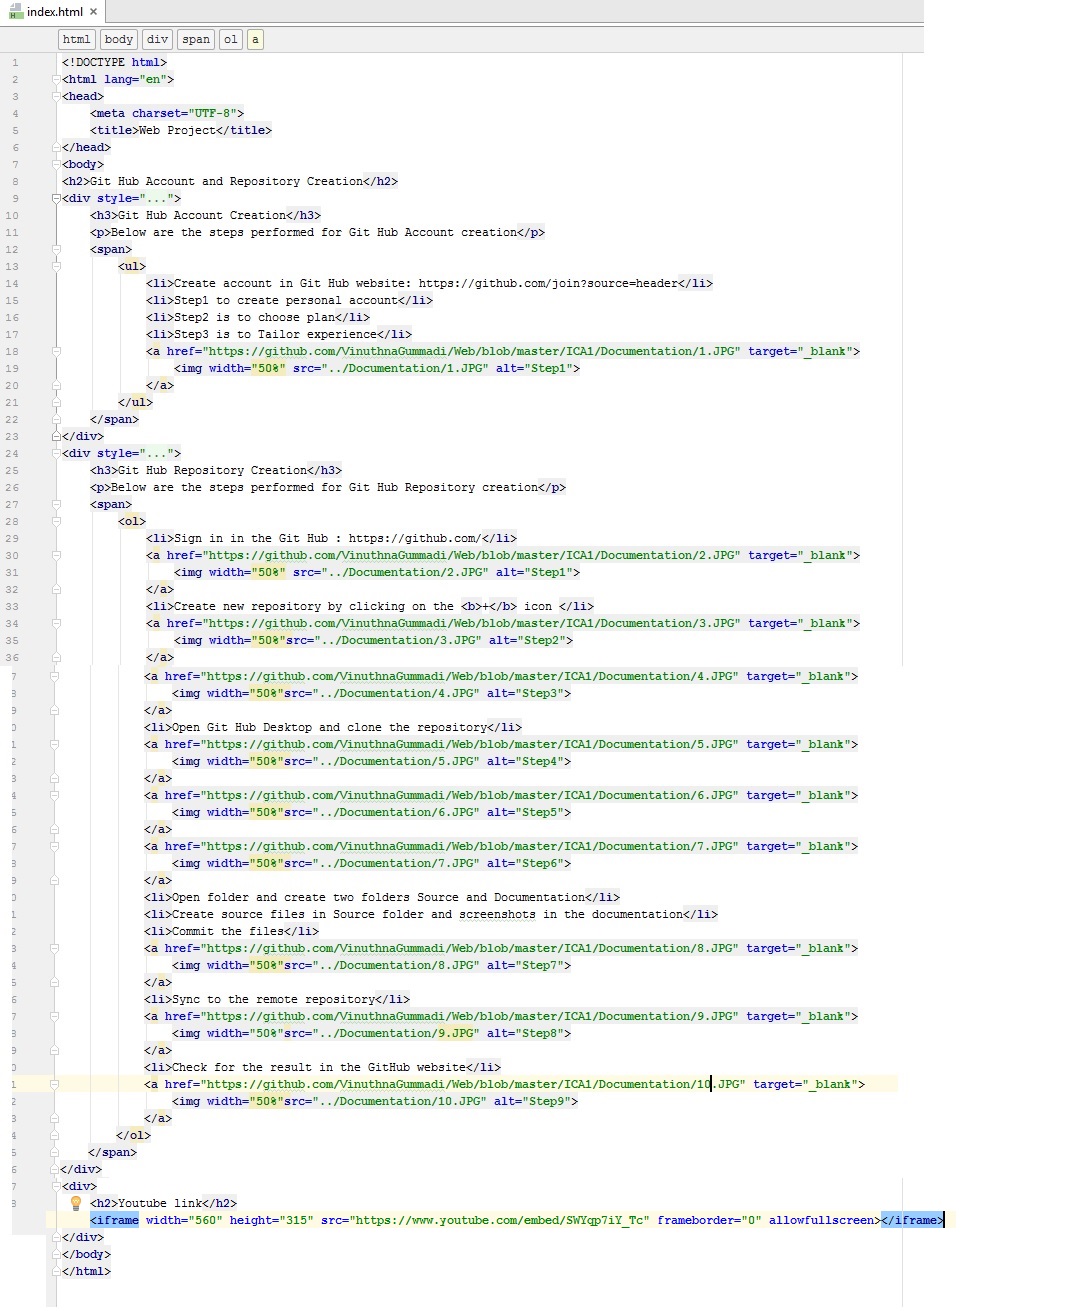 index.html
html body div span ol a
1 <!DOCTYPE html>
2 <html lang="en">
3 <head>
4 <meta charset="UTF-8">
5 <title>Web Project</title>
6 </head>
7 <body>
8 <h2>Git Hub Account and Repository Creation</h2>
9 <div style="...">
10 <h3>Git Hub Account Creation</h3>
11 <p>Below are the steps performed for Git Hub Account creation</p>
12 <span>
13 <ul>
14 <li>Create account in Git Hub website: https://github.com/join?source=header</li>
15 <li>Step1 to create personal account</li>
16 <li>Step2 is to choose plan</li>
17 <li>Step3 is to Tailor experience</li>
18 <a href="https://github.com/VinuthnaGummadi/Web/blob/master/ICA1/Documentation/1.JPG" target="_blank">
19 <img width="50%" src="../Documentation/1.JPG" alt="Step1">
20 </a>
21 </ul>
22 </span>
23 </div>
24 <div style="...">
25 <h3>Git Hub Repository Creation</h3>
26 <p>Below are the steps performed for Git Hub Repository creation</p>
27 <span>
28 <ol>
29 <li>Sign in in the Git Hub : https://github.com/</li>
30 <a href="https://github.com/VinuthnaGummadi/Web/blob/master/ICA1/Documentation/2.JPG" target="_blank">
31 <img width="50%" src="../Documentation/2.JPG" alt="Step1">
32 </a>
33 <li>Create new repository by clicking on the <b>+</b> icon </li>
34 <a href="https://github.com/VinuthnaGummadi/Web/blob/master/ICA1/Documentation/3.JPG" target="_blank">
35 <img width="50%"src="../Documentation/3.JPG" alt="Step2">
36 </a>
7 <a href="https://github.com/VinuthnaGummadi/Web/blob/master/ICA1/Documentation/4.JPG" target="_blank">
8 <img width="50%"src="../Documentation/4.JPG" alt="Step3">
9 </a>
0 <li>Open Git Hub Desktop and clone the repository</li>
1 <a href="https://github.com/VinuthnaGummadi/Web/blob/master/ICA1/Documentation/5.JPG" target="_blank">
2 <img width="50%"src="../Documentation/5.JPG" alt="Step4">
3 </a>
4 <a href="https://github.com/VinuthnaGummadi/Web/blob/master/ICA1/Documentation/6.JPG" target="_blank">
5 <img width="50%"src="../Documentation/6.JPG" alt="Step5">
6 </a>
7 <a href="https://github.com/VinuthnaGummadi/Web/blob/master/ICA1/Documentation/7.JPG" target="_blank">
8 <img width="50%"src="../Documentation/7.JPG" alt="Step6">
9 </a>
0 <li>Open folder and create two folders Source and Documentation</li>
1 <li>Create source files in Source folder and screenshots in the documentation</li>
2 <li>Commit the files</li>
3 <a href="https://github.com/VinuthnaGummadi/Web/blob/master/ICA1/Documentation/8.JPG" target="_blank">
4 <img width="50%"src="../Documentation/8.JPG" alt="Step7">
5 </a>
6 <li>Sync to the remote repository</li>
7 <a href="https://github.com/VinuthnaGummadi/Web/blob/master/ICA1/Documentation/9.JPG" target="_blank">
8 <img width="50%"src="../Documentation/9.JPG" alt="Step8">
9 </a>
0 <li>Check for the result in the GitHub website</li>
1 <a href="https://github.com/VinuthnaGummadi/Web/blob/master/ICA1/Documentation/10.JPG" target="_blank">
2 <img width="50%"src="../Documentation/10.JPG" alt="Step9">
3 </a>
4 </ol>
5 </span>
6 </div>
7 <div>
8 <h2>Youtube link</h2>
<iframe width="560" height="315" src="https://www.youtube.com/embed/SWYqp7iY_Tc" frameborder="0" allowfullscreen></iframe>
</div>
</body>
</html>